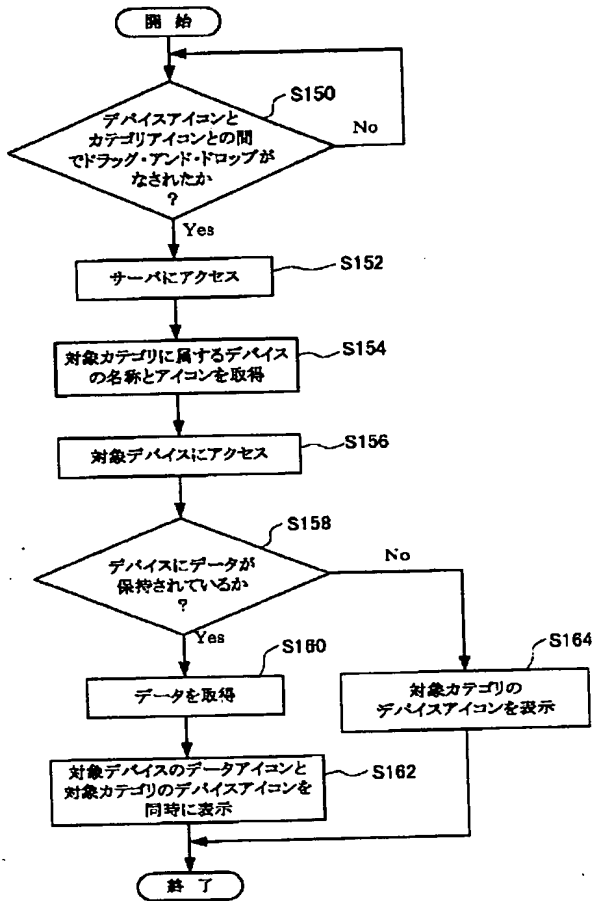 開始
S150
デバイスアイコンと
カテゴリアイコンとの間
でドラッグ・アンド・ドロップが
なされたか
?
No
Yes
サーバにアクセス
S152
対象カテゴリに属するデバイス
の名称とアイコンを取得
S154
対象デバイスにアクセス
S156
S158
デバイスにデータが
保持されているか
?
No
Yes
S160
データを取得
S164
対象カテゴリの
デバイスアイコンを表示
対象デバイスのデータアイコンと
対象カテゴリのデバイスアイコンを
同時に表示
S162
終了